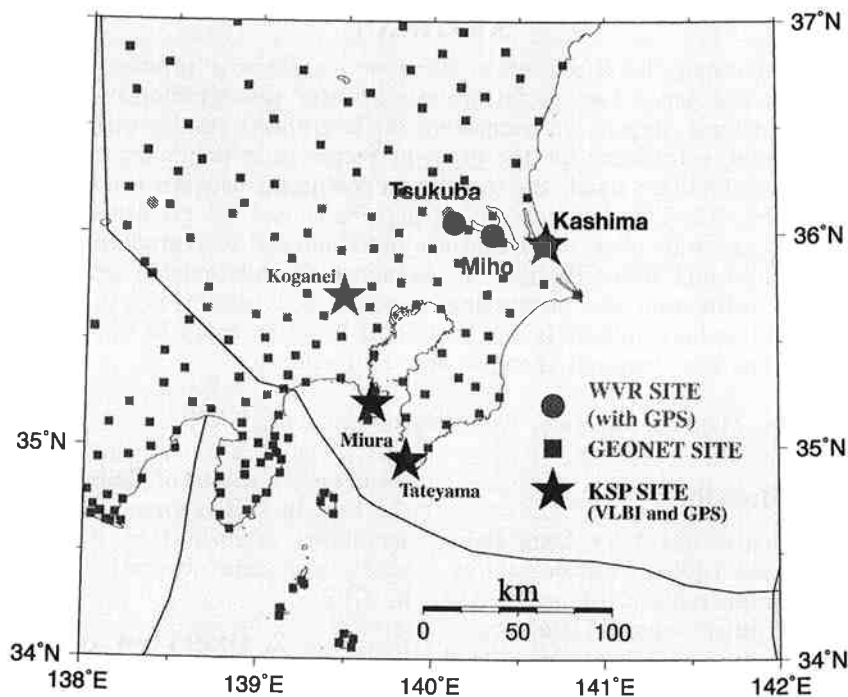 37°N
Tsukuba
Kashima
36°N
Koganei
Miho
WVR SITE
(with GPS)
35°N
35°N
Miura
GEONET SITE
Tateyama
KSP SITE
(VLBI and GPS)
km
0 50 100
34°N
34°N
138°E 139°E 140°E 141°E 142°E